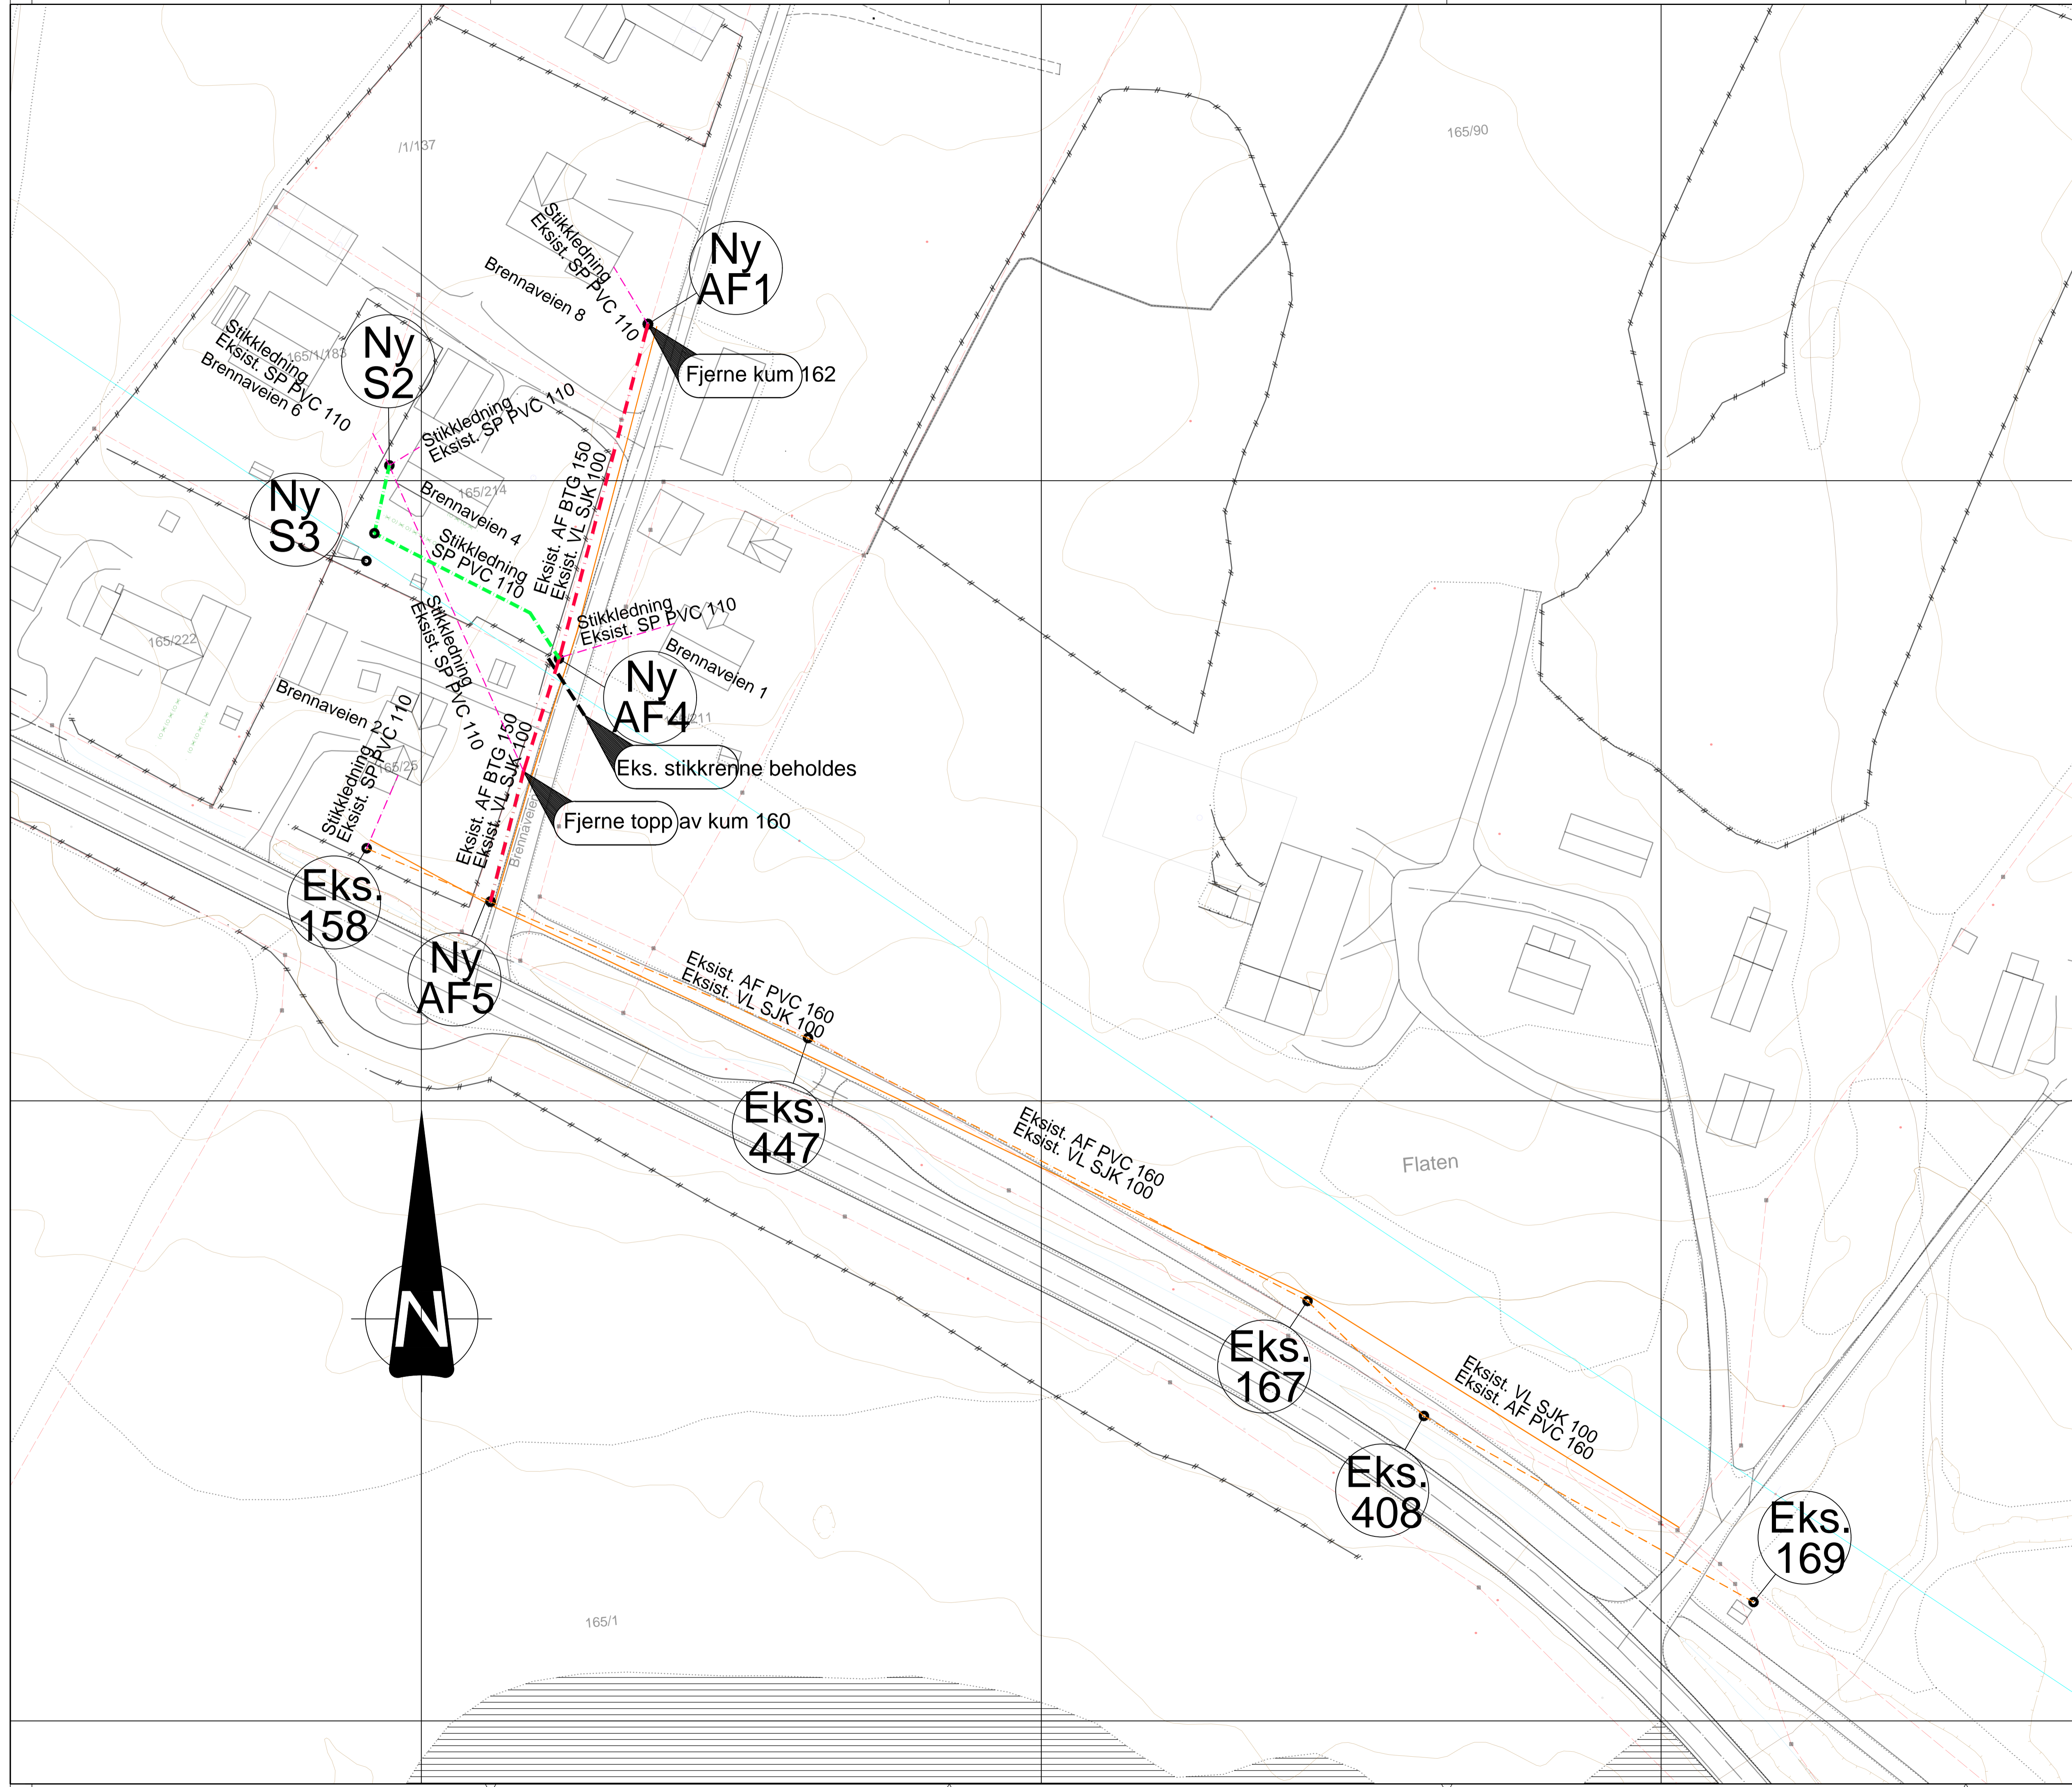 165/90
/1/137
Stikkledning
Eksist. SP PVC 110
Brennaveien 8
Ny
AF1
Fjerne kum 162
165/1/183
Stikkledning
Eksist. SP PVC 110
Brennaveien 6
Ny
S2
Stikkledning
Eksist. SP PVC 110
165/214
Brennaveien 4
Ny
S3
Stikkledning
SP PVC 110
Eksist. AF BTG 150
Eksist. VL SJK 100
Stikkledning
Eksist. SP PVC 110
Brennaveien 1
Stikkledning
Eksist. SP PVC 110
165/222
Brennaveien 2
Ny
AF4
/211
Eks. stikkrenne beholdes
Stikkledning
Eksist. SP PVC 110
165/25
Eksist. AF BTG 150
Eksist. VL SJK 100
Brennaveien
Fjerne topp av kum 160
Eks.
158
Ny
AF5
Eksist. AF PVC 160
Eksist. VL SJK 100
Eks.
447
Eksist. AF PVC 160
Eksist. VL SJK 100
Flaten
N
Eks.
167
Eksist. VL SJK 100
Eksist. AF PVC 160
Eks.
408
Eks.
169
165/1